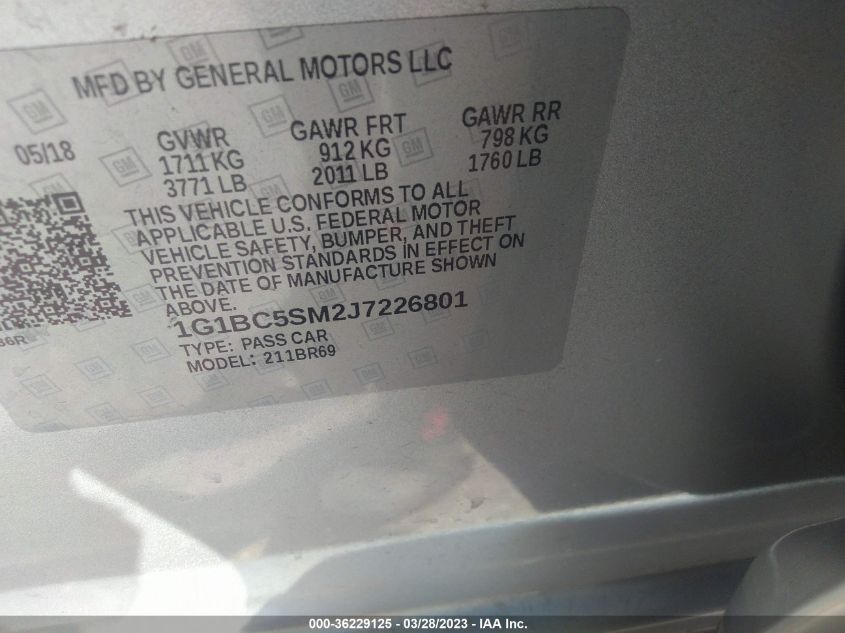 MFD BY GENERAL MOTORS LLC
05/18
GVWR
1711 KG
3771 LB
GAWR FRT
912 KG
2011 LB
GAWR RR
798 KG
1760 LB
THIS VEHICLE CONFORMS TO ALL
APPLICABLE U.S. FEDERAL MOTOR
VEHICLE SAFETY, BUMPER, AND THEFT
PREVENTION STANDARDS IN EFFECT ON
THE DATE OF MANUFACTURE SHOWN
ABOVE.
1G1BC5SM2J7226801
TYPE: PASS CAR
MODEL: 211BR69
000-36229125 - 03/28/2023 - IAA Inc.